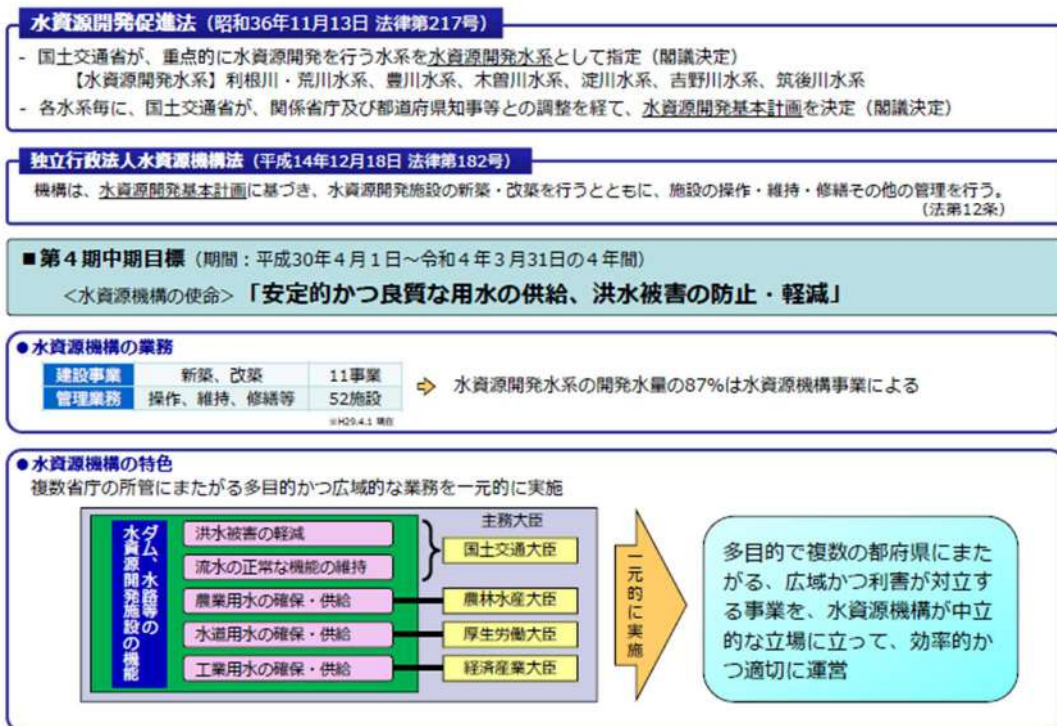 水資源開発促進法(昭和36年11月13日 法律第217号)
- 国土交通省が、重点的に水資源開発を行う水系を水資源開発水系として指定(閣議決定)
【水資源開発水系】利根川・荒川水系、豊川水系、木曽川水系、淀川水系、吉野川水系、筑後川水系
- 各水系毎に、国土交通省が、関係省庁及び都道府県知事等との調整を経て、水資源開発基本計画を決定(閣議決定)
独立行政法人水資源機構法(平成14年12月18日 法律第182号)
機構は、水資源開発基本計画に基づき、水資源開発施設の新築・改築を行うとともに、施設の操作・維持・修繕その他の管理を行う。
(法第12条)
■第4期中期目標(期間:平成30年4月1日~令和4年3月31日の4年間)
<水資源機構の使命>「安定的かつ良質な用水の供給、洪水被害の防止・軽減」
●水資源機構の業務
建設事業 新築、改築 11事業
管理業務 操作、維持、修繕等 52施設
※H29.4.1 現在
水資源開発水系の開発水量の87%は水資源機構事業による
●水資源機構の特色
複数省庁の所管にまたがる多目的かつ広域的な業務を一元的に実施
ダム、水路等の
水資源開発施設の機能
洪水被害の軽減
流水の正常な機能の維持
農業用水の確保・供給
水道用水の確保・供給
工業用水の確保・供給
主務大臣
国土交通大臣
農林水産大臣
厚生労働大臣
経済産業大臣
一元的に実施
多目的で複数の都府県にまた
がる、広域かつ利害が対立す
る事業を、水資源機構が中立
的な立場に立って、効率的か
つ適切に運営